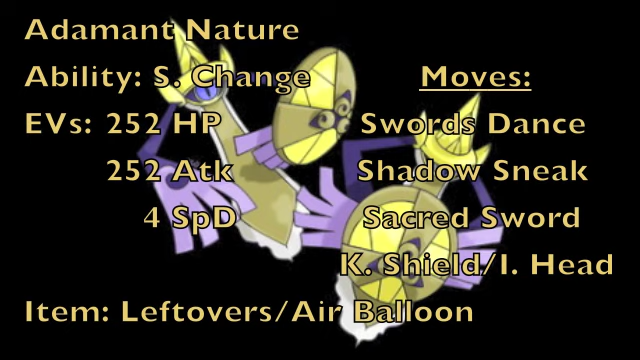 Adamant Nature
Ability: S. Change
EVs: 252 HP
252 Atk
4 SpD
Moves:
Swords Dance
Shadow Sneak
Sacred Sword
K. Shield/I. Head
Item: Leftovers/Air Balloon